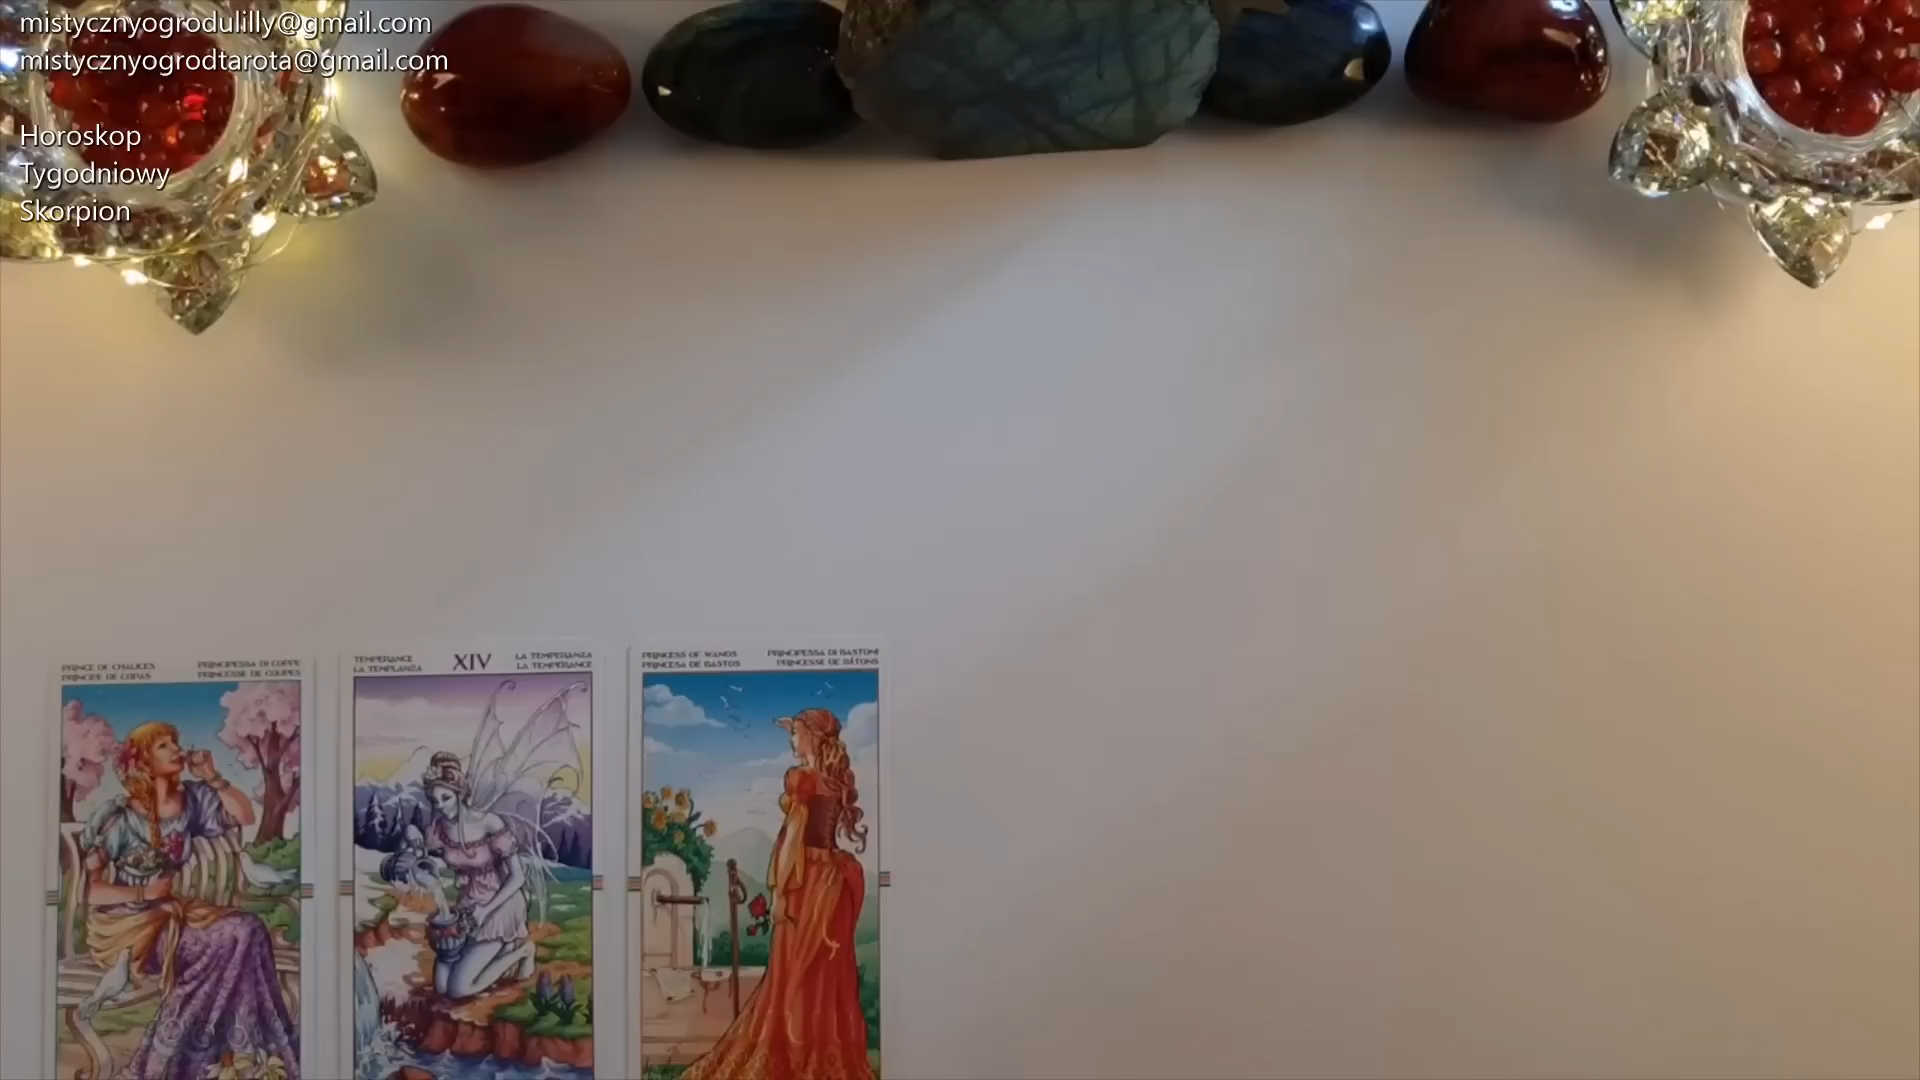 mistycznyogrodulilly@gmail.com
mistycznyogrodtarota@gmail.com
Horoskop
Tygodniowy
Skorpion
PRINCE OF CHALICES PRINCIPESSA DI COPPE
PRINCIPE DE COPAS PRINCESSE DE COUPES
TEMPERANCE XIV LA TEMPERANZA
LA TEMPLANZA LA TEMPÉRANCE
PRINCESS OF WANDS PRINCIPESSA DI BASTONI
PRINCESA DE BASTOS PRINCESSE DE BÂTONS